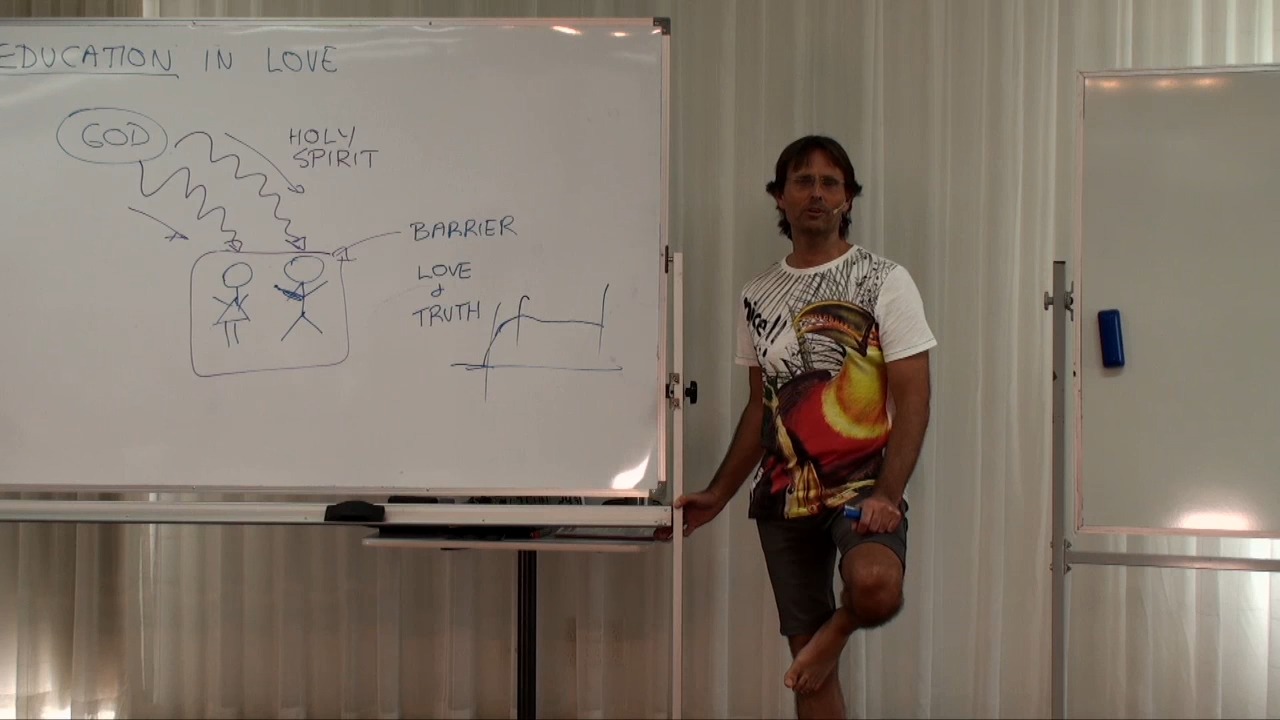 EDUCATION IN LOVE
GOD
HOLY
SPIRIT
BARRIER
LOVE
&
TRUTH